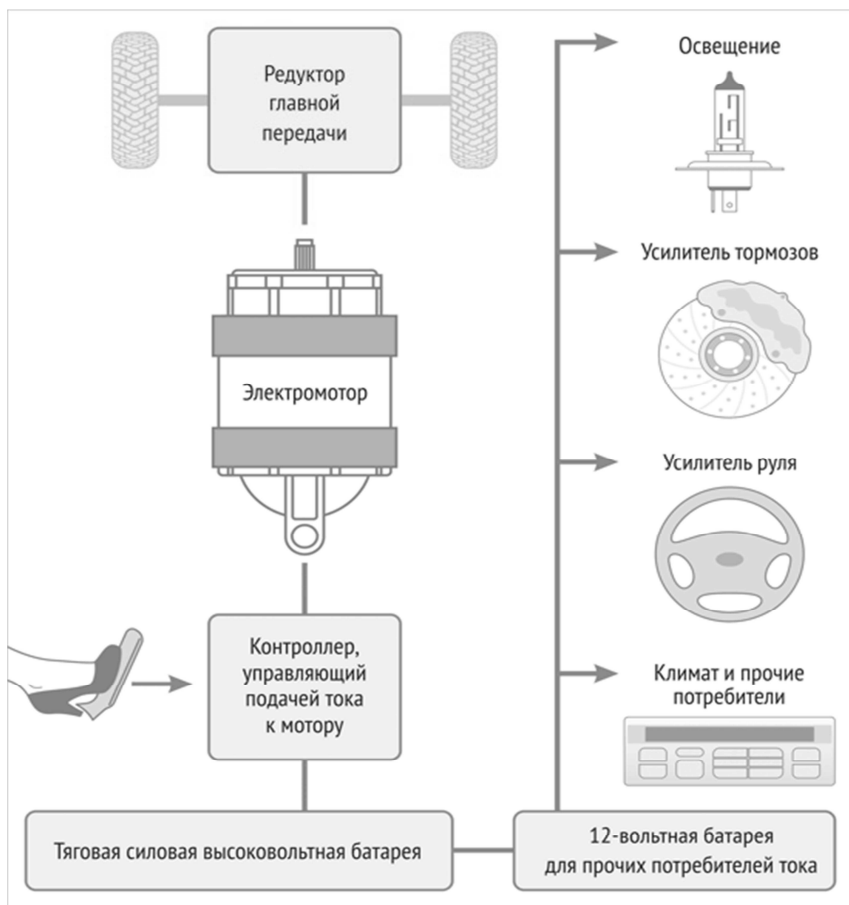 Редуктор
главной
передачи
Электромотор
Контроллер,
управляющий
подачей тока
к мотору
Тяговая силовая высоковольтная батарея
12-вольтная батарея
для прочих потребителей тока
Освещение
Усилитель тормозов
Усилитель руля
Климат и прочие
потребители